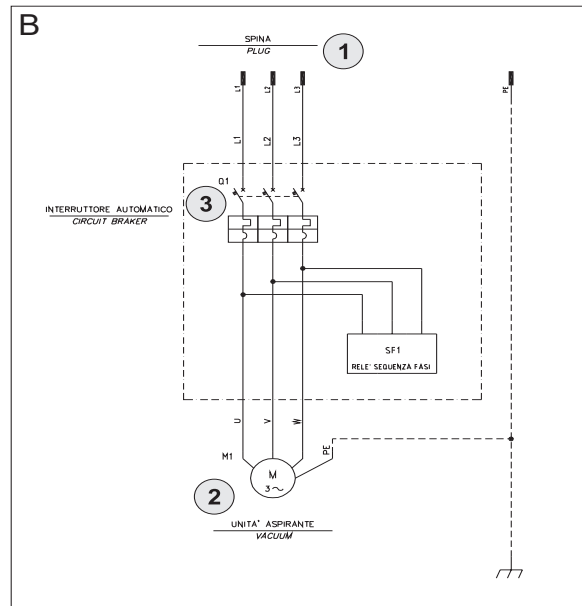 B
SPINA
PLUG
1
L1
L2
L3
PE
L1
L2
L3
Q1
3
INTERRUTTORE AUTOMATICO
CIRCUIT BRAKER
SF1
RELE' SEQUENZA FASI
U
V
W
PE
M1
M
3~
2
UNITA' ASPIRANTE
VACUUM